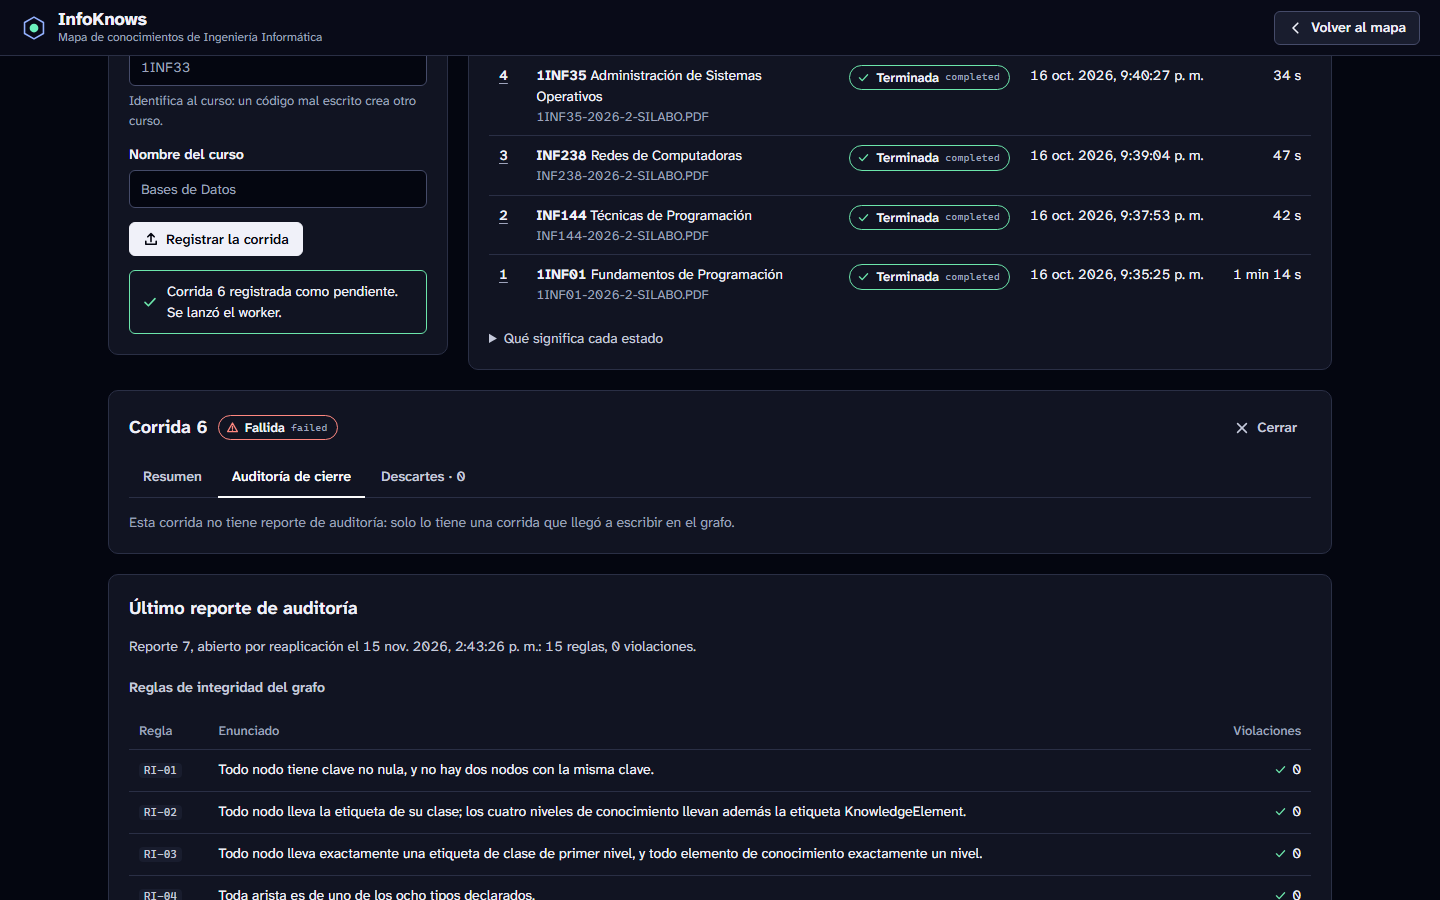 InfoKnows
Mapa de conocimientos de Ingeniería Informática
Volver al mapa
1INF33
Identifica al curso: un código mal escrito crea otro
curso.
Nombre del curso
Bases de Datos
Registrar la corrida
Corrida 6 registrada como pendiente.
Se lanzó el worker.
4 1INF35 Administración de Sistemas Operativos Terminada completed 16 oct. 2026, 9:40:27 p. m. 34 s
1INF35-2026-2-SILABO.PDF
3 INF238 Redes de Computadoras Terminada completed 16 oct. 2026, 9:39:04 p. m. 47 s
INF238-2026-2-SILABO.PDF
2 INF144 Técnicas de Programación Terminada completed 16 oct. 2026, 9:37:53 p. m. 42 s
INF144-2026-2-SILABO.PDF
1 1INF01 Fundamentos de Programación Terminada completed 16 oct. 2026, 9:35:25 p. m. 1 min 14 s
1INF01-2026-2-SILABO.PDF
Qué significa cada estado
Corrida 6 Fallida failed Cerrar
Resumen Auditoría de cierre Descartes · 0
Esta corrida no tiene reporte de auditoría: solo lo tiene una corrida que llegó a escribir en el grafo.
Último reporte de auditoría
Reporte 7, abierto por reaplicación el 15 nov. 2026, 2:43:26 p. m.: 15 reglas, 0 violaciones.
Reglas de integridad del grafo
Regla Enunciado Violaciones
RI-01 Todo nodo tiene clave no nula, y no hay dos nodos con la misma clave. 0
RI-02 Todo nodo lleva la etiqueta de su clase; los cuatro niveles de conocimiento llevan además la etiqueta KnowledgeElement. 0
RI-03 Todo nodo lleva exactamente una etiqueta de clase de primer nivel, y todo elemento de conocimiento exactamente un nivel. 0
RI-04 Toda arista es de uno de los ocho tipos declarados. 0